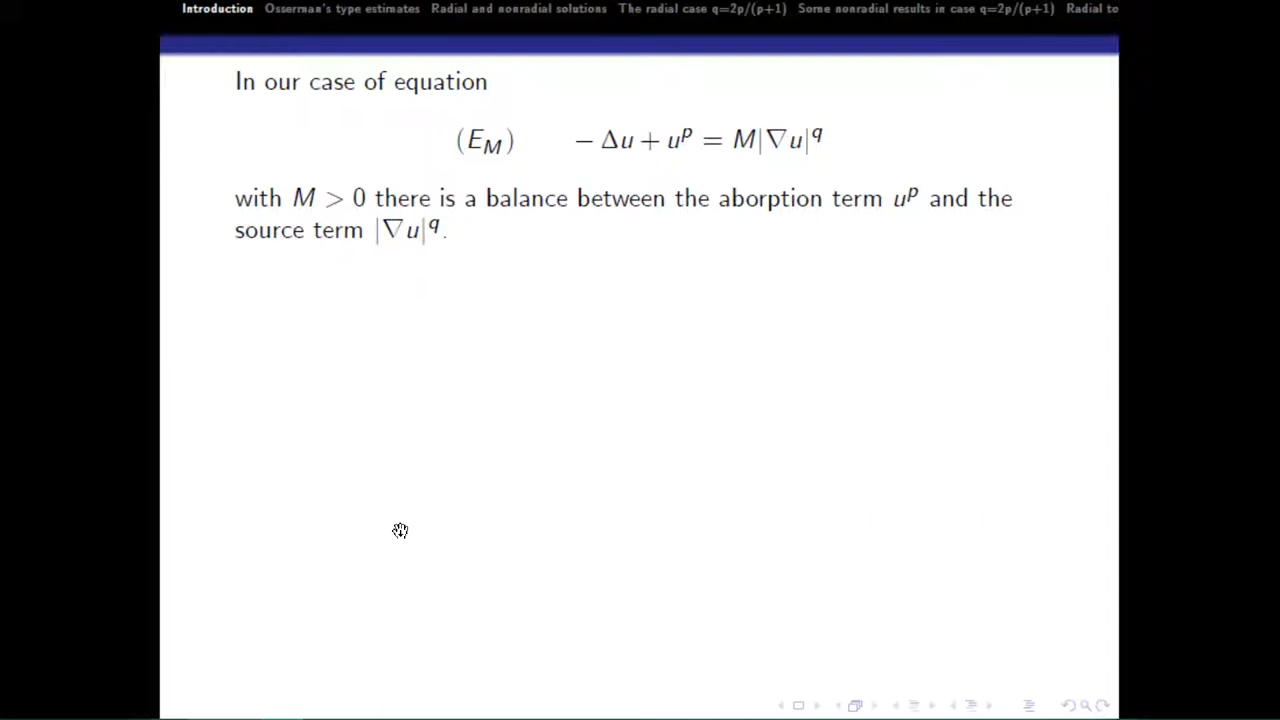 Introduction Osserman's type estimates Radial and nonradial solutions The radial case q=2p/(p+1) Some nonradial results in case q=2p/(p+1) Radial to
In our case of equation
(E_M) − Δu + u^p = M|∇u|^q
with M > 0 there is a balance between the aborption term u^p and the
source term |∇u|^q.